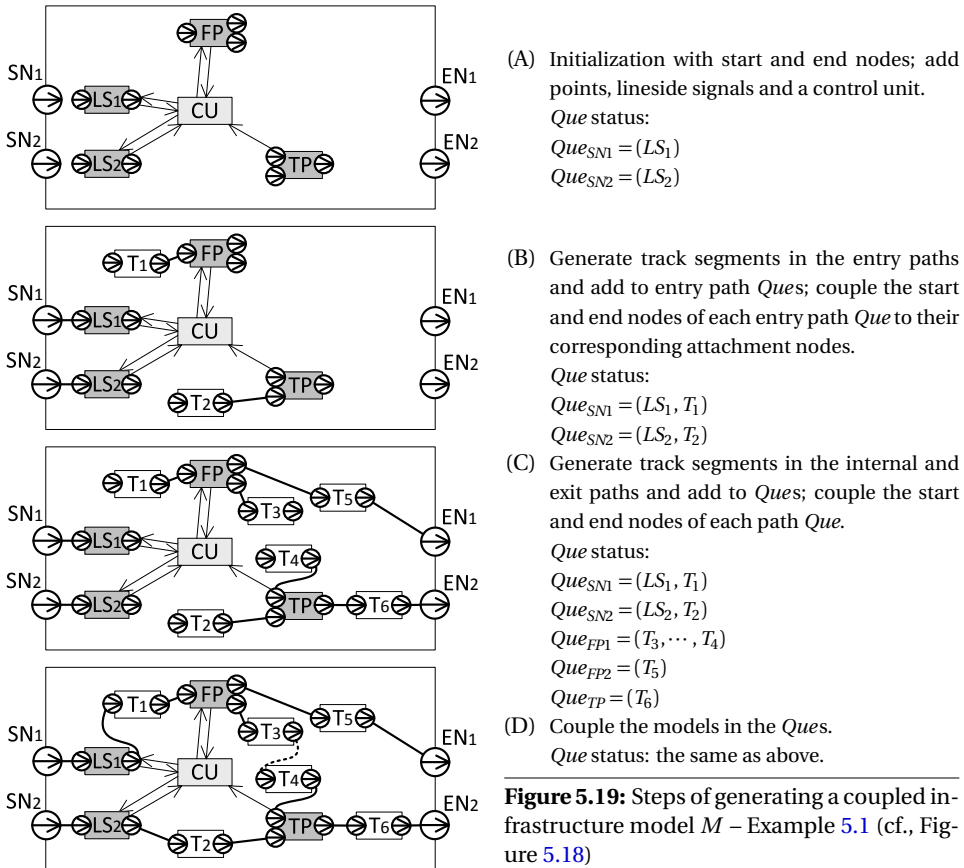 FP
SN1
EN1
LS1
CU
SN2
EN2
LS2
TP
(A) Initialization with start and end nodes; add
points, lineside signals and a control unit.
Que status:
Que_SN1 = (LS1)
Que_SN2 = (LS2)
T1
FP
SN1
EN1
LS1
CU
SN2
EN2
LS2
TP
T2
(B) Generate track segments in the entry paths
and add to entry path Ques; couple the start
and end nodes of each entry path Que to their
corresponding attachment nodes.
Que status:
Que_SN1 = (LS1, T1)
Que_SN2 = (LS2, T2)
T1
FP
T3
T5
SN1
EN1
LS1
CU
T4
SN2
EN2
LS2
TP
T6
T2
(C) Generate track segments in the internal and
exit paths and add to Ques; couple the start
and end nodes of each path Que.
Que status:
Que_SN1 = (LS1, T1)
Que_SN2 = (LS2, T2)
Que_FP1 = (T3, ⋯ , T4)
Que_FP2 = (T5)
Que_TP = (T6)
T1
FP
T3
T5
SN1
EN1
LS1
CU
T4
SN2
EN2
LS2
TP
T6
T2
(D) Couple the models in the Ques.
Que status: the same as above.
Figure 5.19: Steps of generating a coupled in-
frastructure model M – Example 5.1 (cf., Fig-
ure 5.18)